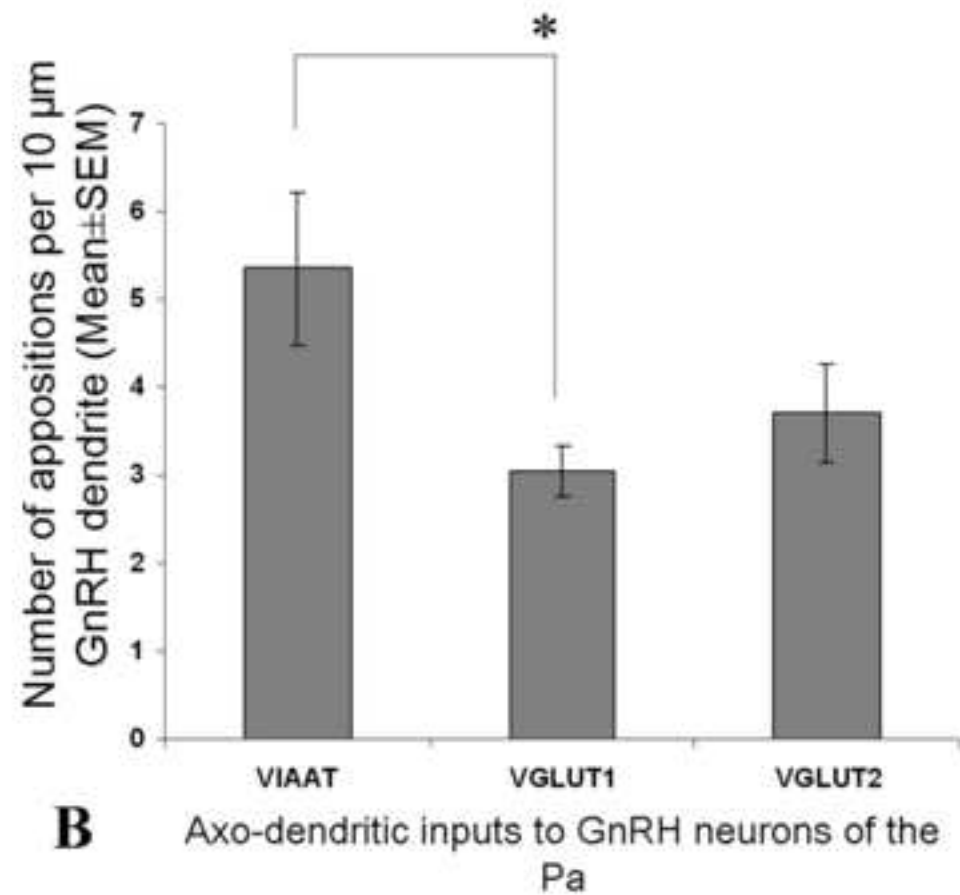 *
Number of appositions per 10 µm
GnRH dendrite (Mean±SEM)
7
6
5
4
3
2
1
0
VIAAT VGLUT1 VGLUT2
B Axo-dendritic inputs to GnRH neurons of the
Pa